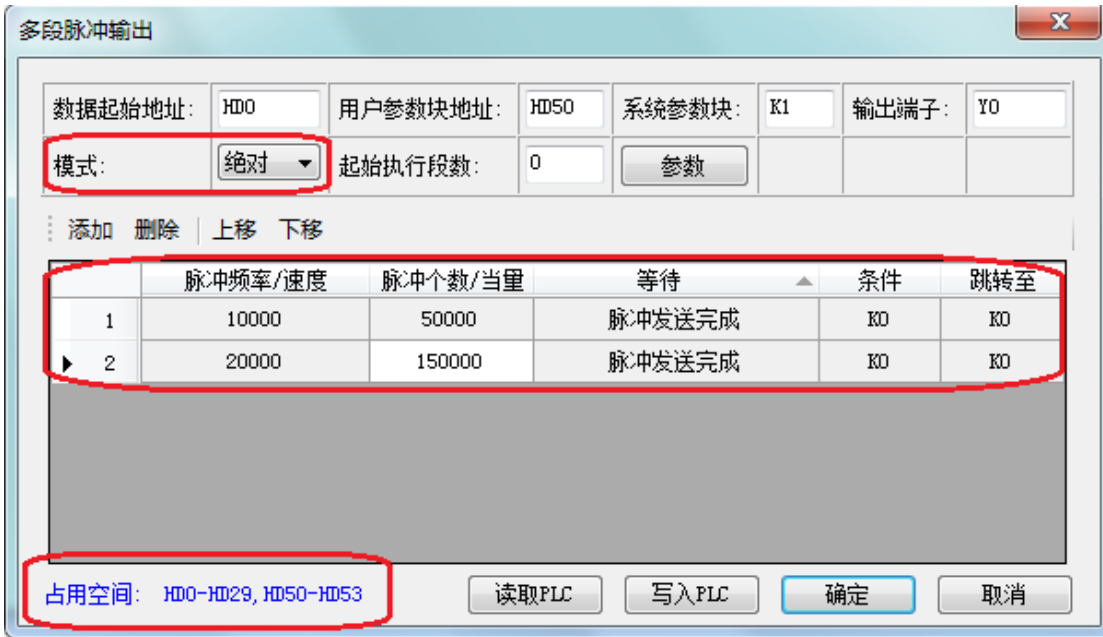 多段脉冲输出
数据起始地址: HD0 用户参数块地址: HD50 系统参数块: K1 输出端子: Y0
模式: 绝对 起始执行段数: 0 参数
添加 删除 上移 下移
脉冲频率/速度 脉冲个数/当量 等待 条件 跳转至
1 10000 50000 脉冲发送完成 K0 K0
2 20000 150000 脉冲发送完成 K0 K0
占用空间: HD0-HD29,HD50-HD53 读取PLC 写入PLC 确定 取消